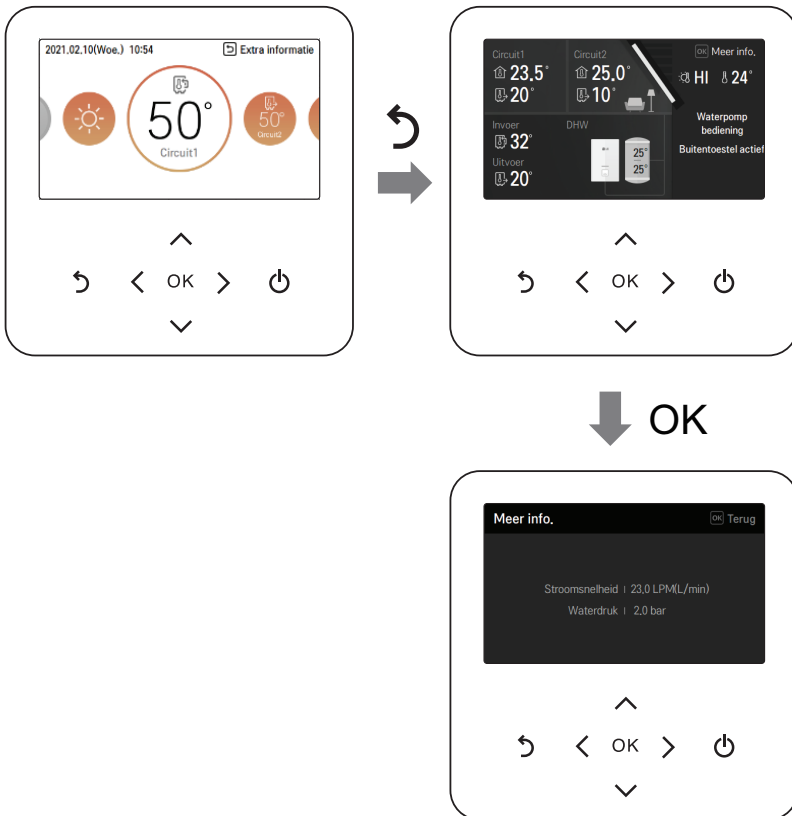 2021.02.10(Woe.) 10:54 Extra informatie
50°
Circuit1
50°
Circuit2
OK
Circuit1
23.5°
20°
Circuit2
25.0°
10°
OK Meer info.
HI 24°
Waterpomp
bediening
Buitentoestel actief
Invoer
32°
Uitvoer
20°
DHW
25°
25°
OK
OK
Meer info. OK Terug
Stroomsnelheid | 23,0 LPM(L/min)
Waterdruk | 2,0 bar
OK